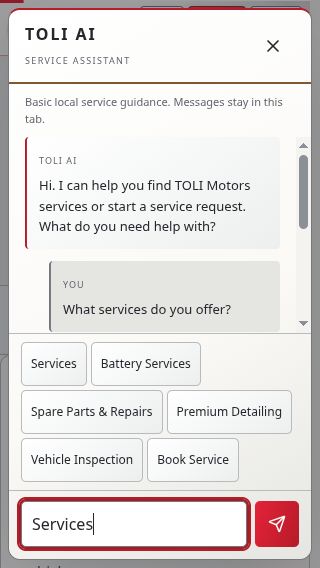 TOLI AI
SERVICE ASSISTANT
Basic local service guidance. Messages stay in this
tab.
TOLI AI
Hi. I can help you find TOLI Motors
services or start a service request.
What do you need help with?
YOU
What services do you offer?
Services
Battery Services
Spare Parts & Repairs
Premium Detailing
Vehicle Inspection
Book Service
Services